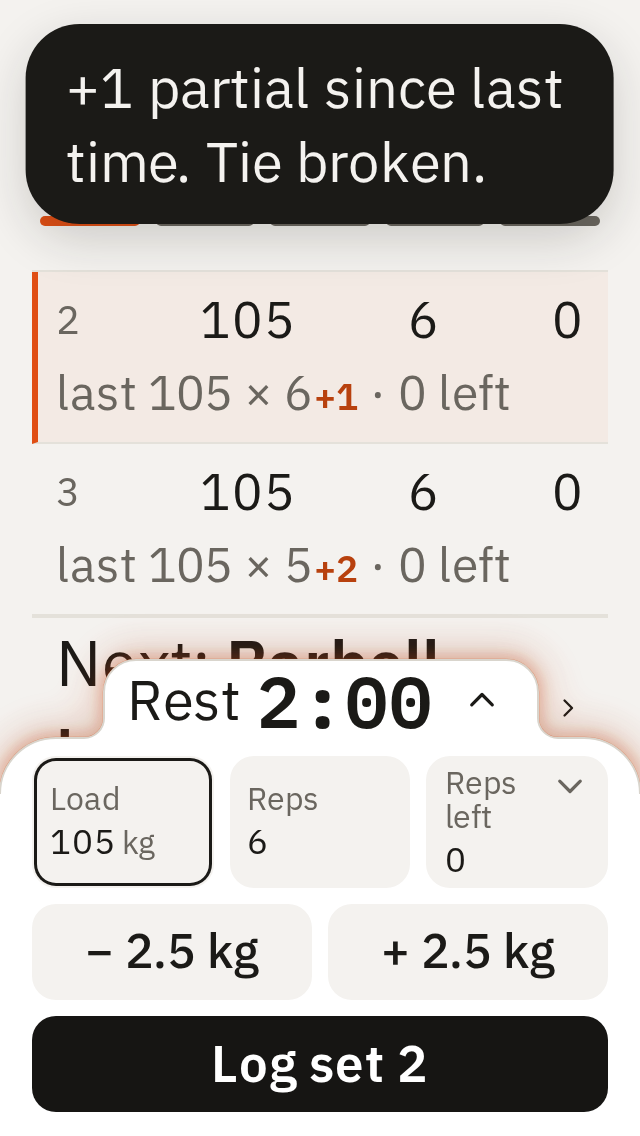 +1 partial since last
time. Tie broken.
2 105 6 0
last 105 × 6+1 · 0 left
3 105 6 0
last 105 × 5+2 · 0 left
Next: Barbell
Rest 2:00
Load
105 kg
Reps
6
Reps
left
0
− 2.5 kg
+ 2.5 kg
Log set 2